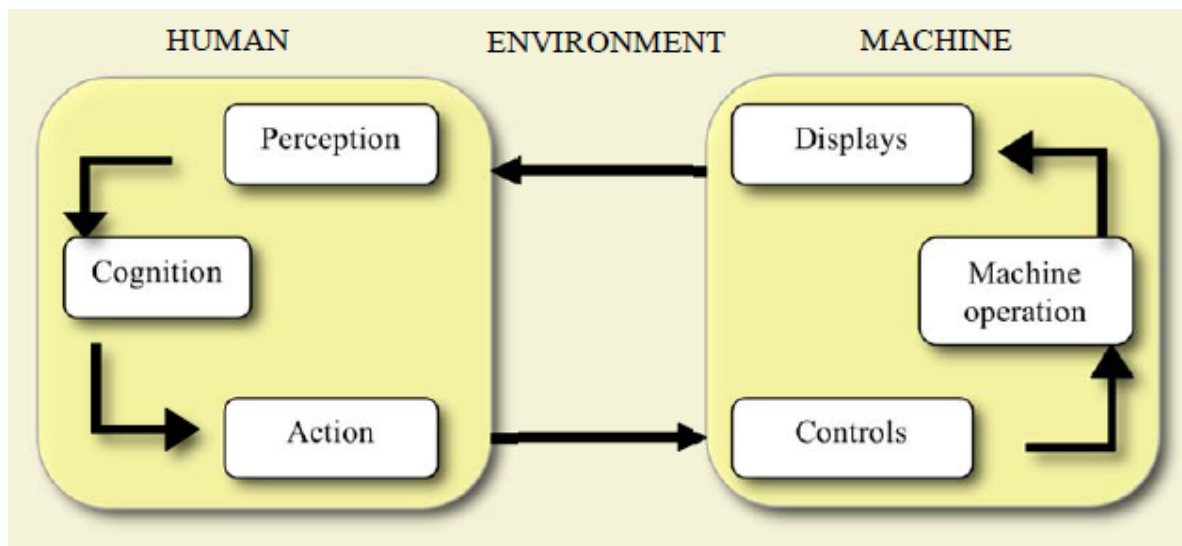 HUMAN
ENVIRONMENT
MACHINE
Perception
Cognition
Action
Displays
Machine
operation
Controls